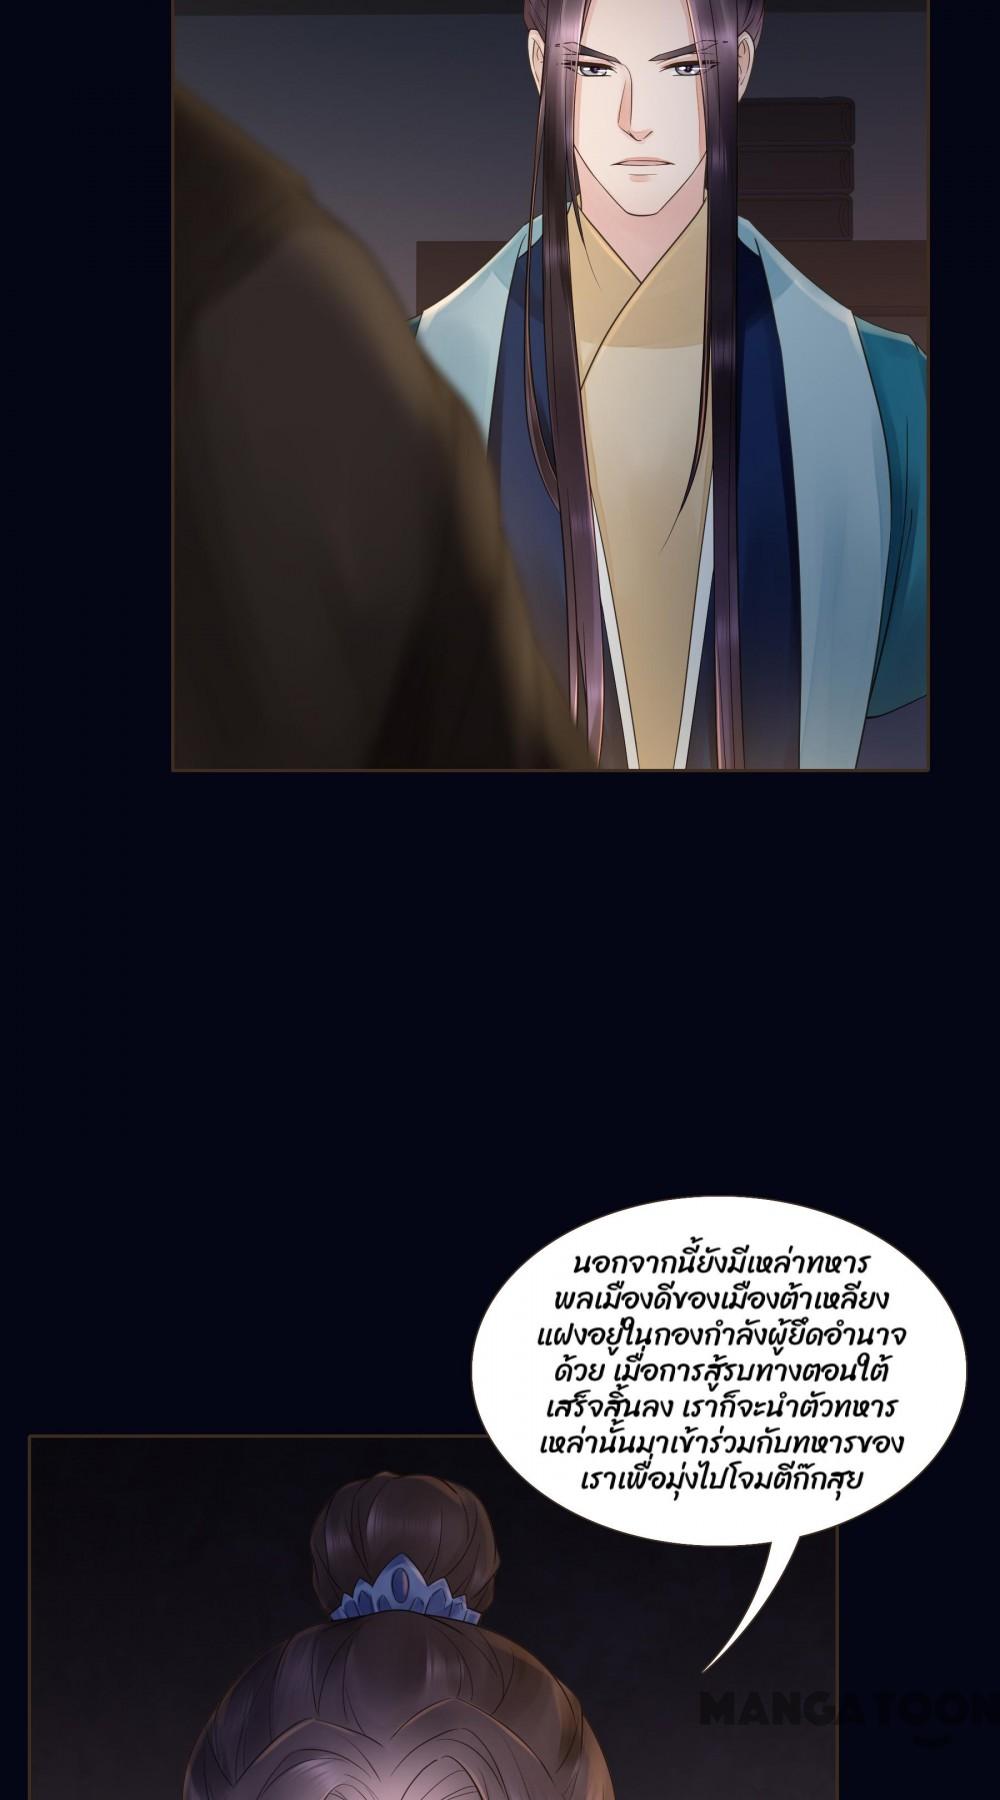 นอกจากนี้ยังมีเหล่าทหาร
พลเมืองดีของเมืองต้าเหลียง
แฝงอยู่ในกองกำลังผู้ยึดอำนาจ
ด้วย เมื่อการสู้รบทางตอนใต้
เสร็จสิ้นลง เราก็จะนำตัวทหาร
เหล่านั้นมาเข้าร่วมกับทหารของ
เราเพื่อมุ่งไปโจมตีก๊กสุย
MANGATOON